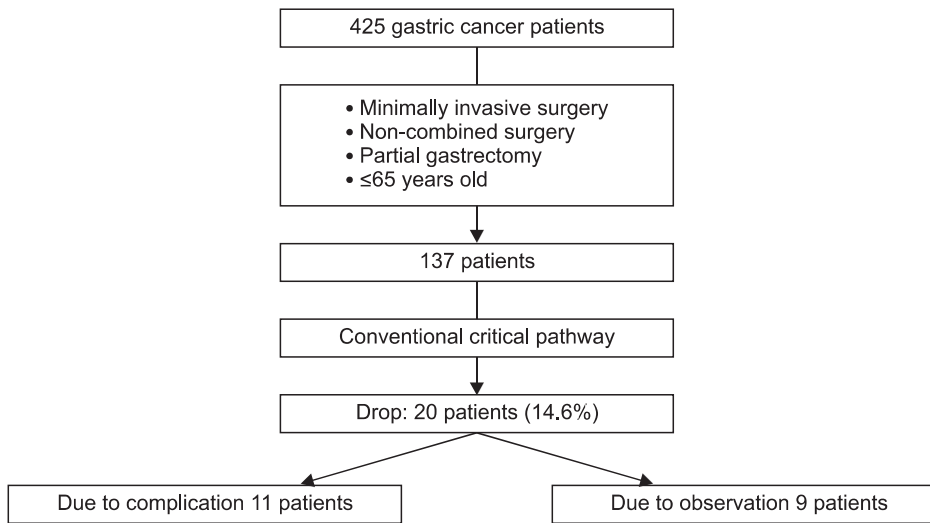 425 gastric cancer patients
• Minimally invasive surgery
• Non-combined surgery
• Partial gastrectomy
• ≤65 years old
137 patients
Conventional critical pathway
Drop: 20 patients (14.6%)
Due to complication 11 patients
Due to observation 9 patients